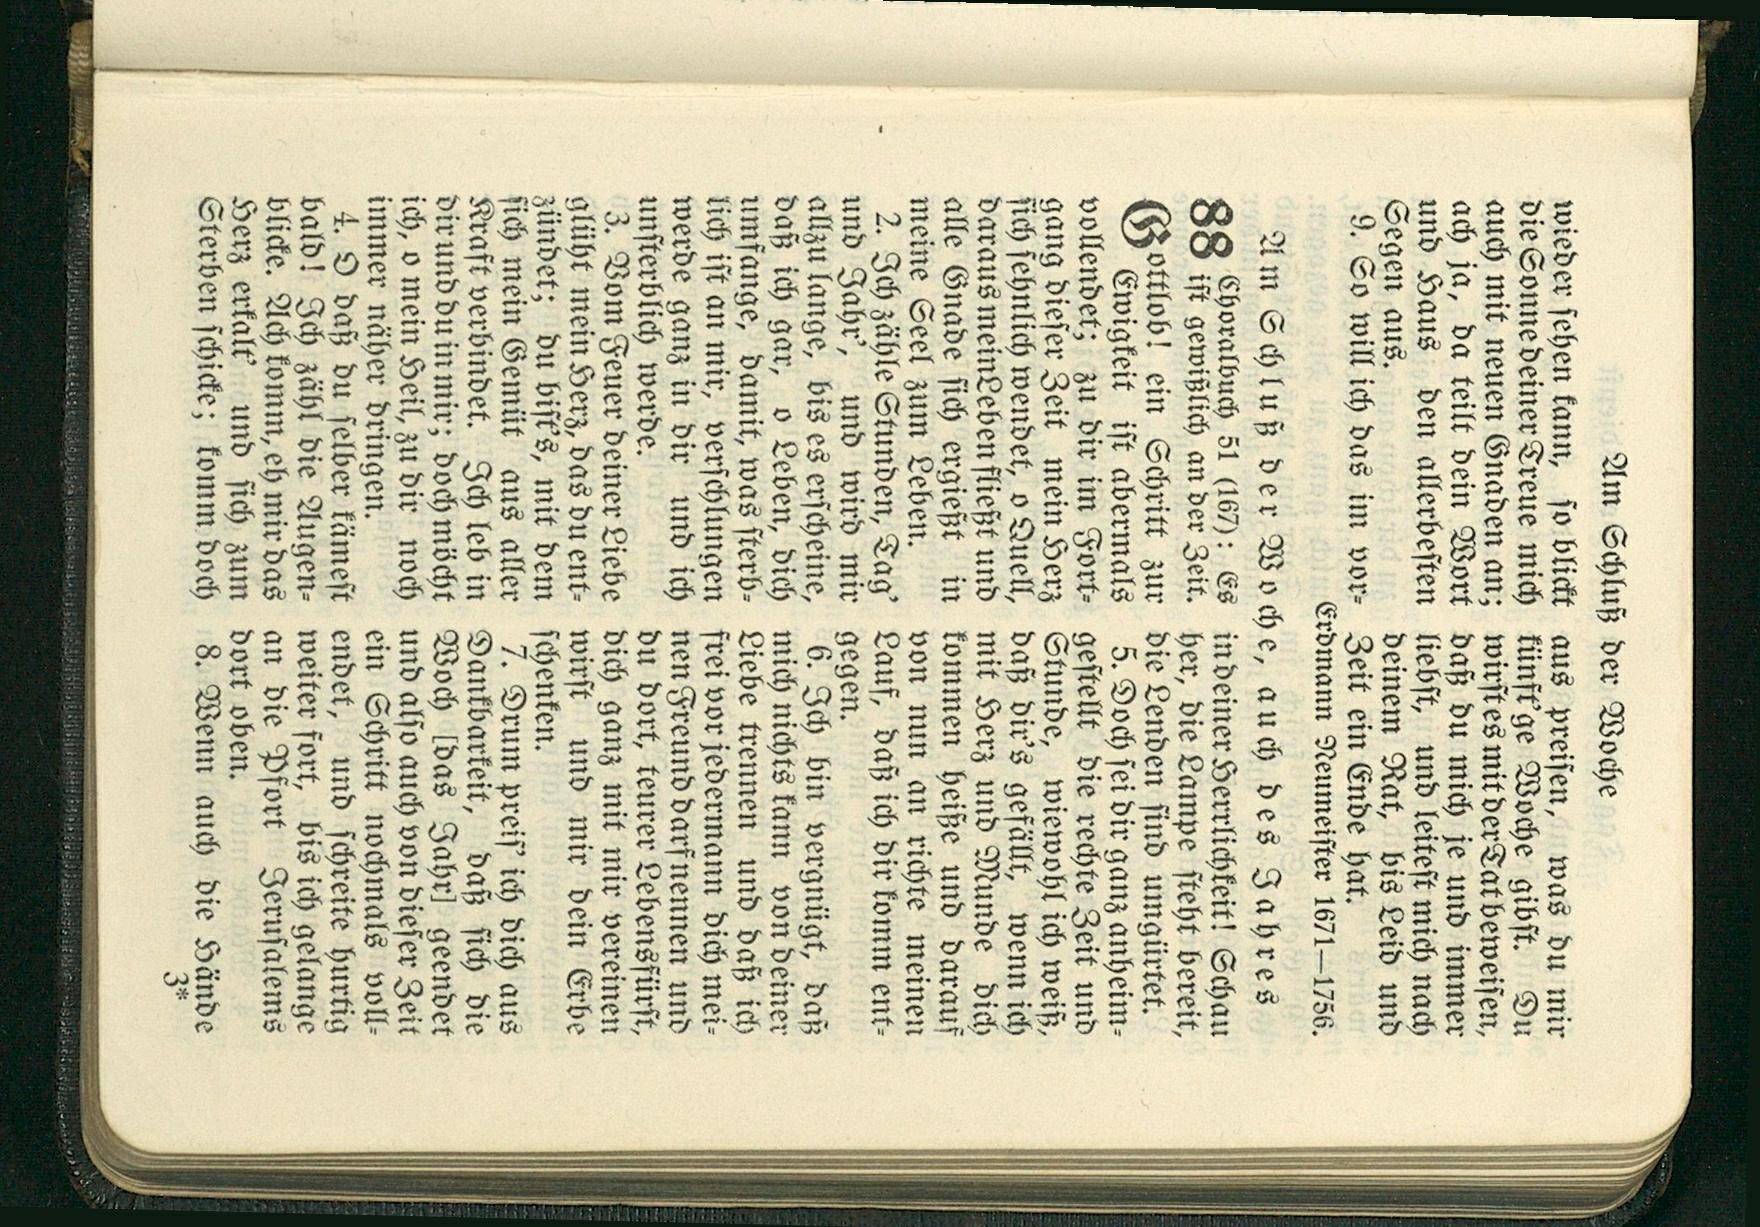 Am Schluß der Woche
wieder sehen kann, so blickt
die Sonne deiner Treue mich
auch mit neuen Gnaden an;
ach ja, da teilt dein Wort
und Haus den allerbesten
Segen aus.
9. So will ich das im vor-
aus preisen, was du mir
künft'ge Woche gibst. Du
wirst es mit der Tat beweisen,
daß du mich je und immer
liebst, und leitest mich nach
deinem Rat, bis Leid und
Zeit ein Ende hat.
Erdmann Neumeister 1671—1756.
Am Schluß der Woche, auch des Jahres
88 Choralbuch 51 (167): Es
ist gewißlich an der Zeit.
Gottlob! ein Schritt zur
Ewigkeit ist abermals
vollendet; zu dir im Fort-
gang dieser Zeit mein Herz
sich sehnlich wendet, o Quell,
daraus mein Leben fließt und
alle Gnade sich ergießt in
meine Seel zum Leben.
2. Ich zähle Stunden, Tag'
und Jahr', und wird mir
allzu lange, bis es erscheine,
daß ich gar, o Leben, dich
umfange, damit, was sterb-
lich ist an mir, verschlungen
werde ganz in dir und ich
unsterblich werde.
3. Vom Feuer deiner Liebe
glüht mein Herz, das du ent-
zündet; du bist's, mit dem
sich mein Gemüt aus aller
Kraft verbindet. Ich leb in
dir und du in mir; doch möcht
ich, o mein Heil, zu dir noch
immer näher dringen.
4. O daß du selber kämest
bald! Ich zähl die Augen-
blicke. Ach komm, eh mir das
Herz erkalt' und sich zum
Sterben schicke; komm doch
in deiner Herrlichkeit! Schau
her, die Lampe steht bereit,
die Lenden sind umgürtet.
5. Doch sei dir ganz anheim-
gestellt die rechte Zeit und
Stunde, wiewohl ich weiß,
daß dir's gefällt, wenn ich
mit Herz und Munde dich
kommen heiße und darauf
von nun an richte meinen
Lauf, daß ich dir komm ent-
gegen.
6. Ich bin vergnügt, daß
mich nichts kann von deiner
Liebe trennen und daß ich
frei vor jedermann dich mei-
nen Freund darf nennen und
du dort, teurer Lebensfürst,
dich ganz mit mir vereinen
wirst und mir dein Erbe
schenken.
7. Drum preis' ich dich aus
Dankbarkeit, daß sich die
Woch [das Jahr] geendet
und also auch von dieser Zeit
ein Schritt nochmals voll-
endet, und schreite hurtig
weiter fort, bis ich gelange
an die Pfort Jerusalems
dort oben.
8. Wenn auch die Hände
3*